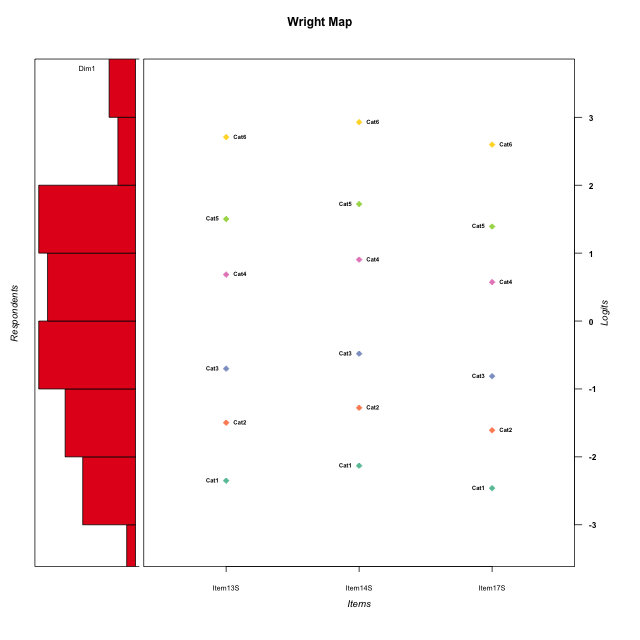 Wright Map
Dim1
3
Cat6 Cat6 Cat6
2
Cat5 Cat5 Cat5
1
Cat4 Cat4 Cat4
Respondents
Logits
0
Cat3 Cat3 Cat3
-1
Cat2 Cat2 Cat2
-2
Cat1 Cat1 Cat1
-3
Item13S Item14S Item17S
Items